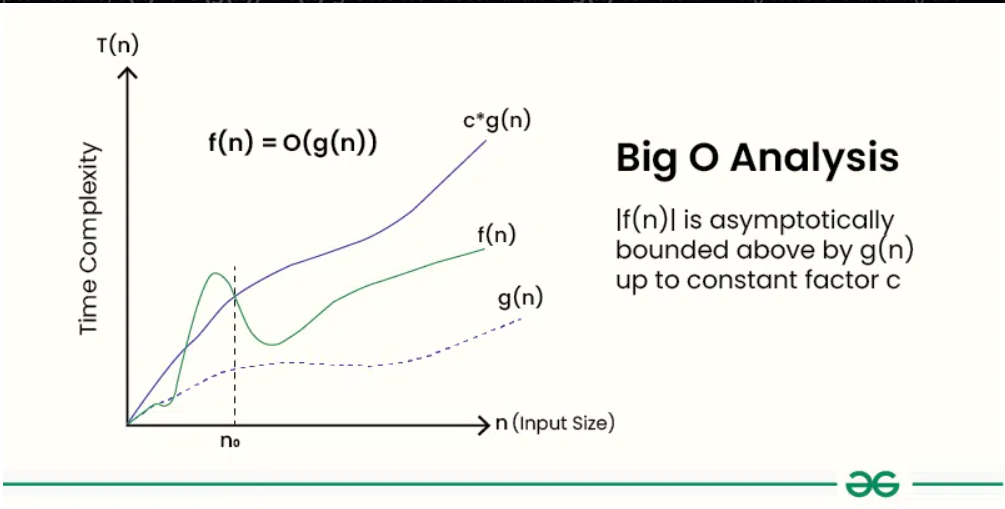 T(n)
Time Complexity
f(n) = O(g(n))
c*g(n)
f(n)
g(n)
n (Input Size)
n₀
Big O Analysis
|f(n)| is asymptotically
bounded above by g(n)
up to constant factor c